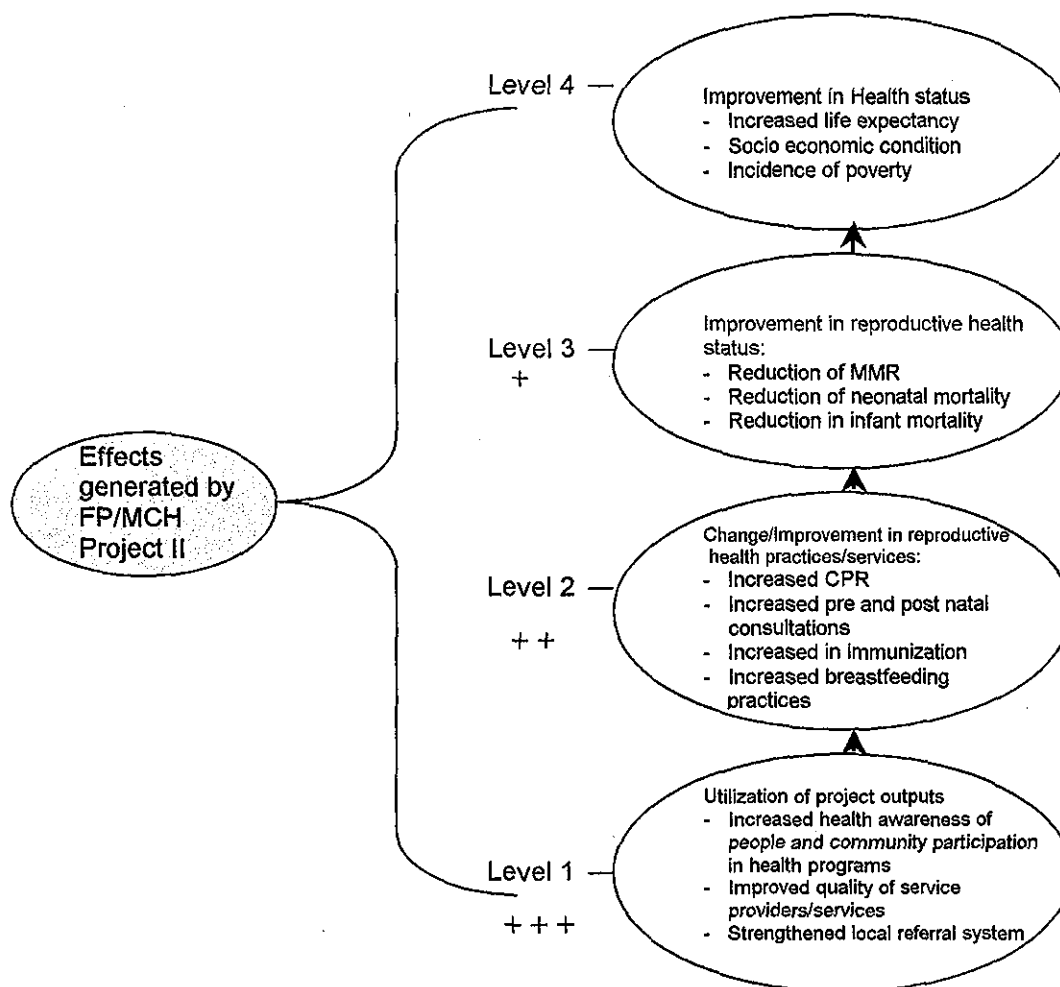 Level 4
Improvement in Health status
- Increased life expectancy
- Socio economic condition
- Incidence of poverty
Level 3
+
Improvement in reproductive health
status:
- Reduction of MMR
- Reduction of neonatal mortality
- Reduction in infant mortality
Effects
generated by
FP/MCH
Project II
Level 2
++
Change/Improvement in reproductive
health practices/services:
- Increased CPR
- Increased pre and post natal
consultations
- Increased in immunization
- Increased breastfeeding
practices
Level 1
+++
Utilization of project outputs
- Increased health awareness of
people and community participation
in health programs
- Improved quality of service
providers/services
- Strengthened local referral system